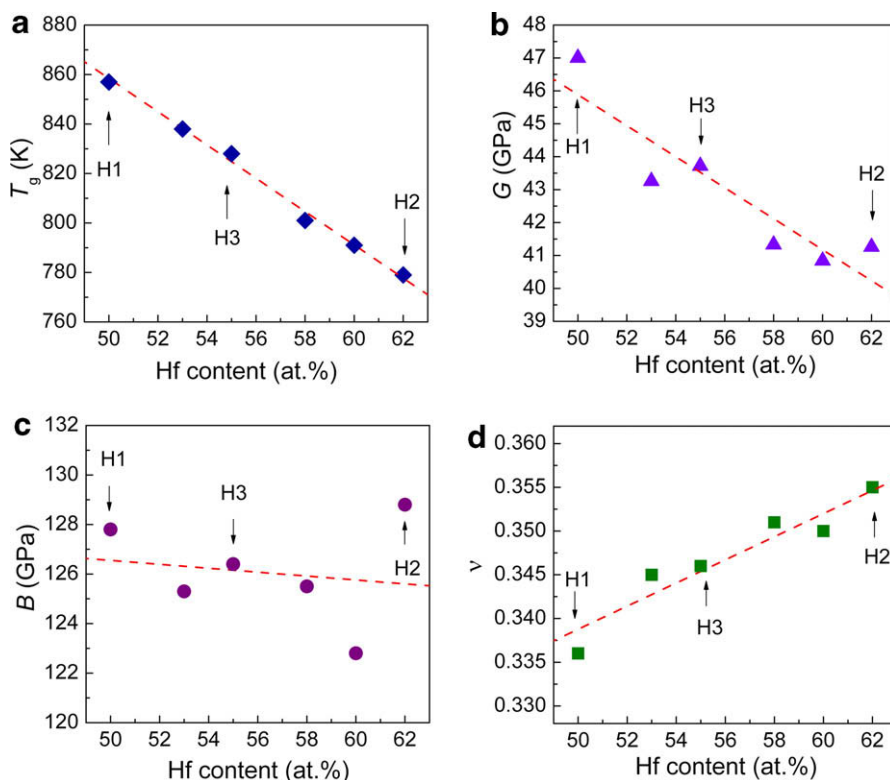 a
880
860
840
820
800
780
760
T_g (K)
H1
H3
H2
50 52 54 56 58 60 62
Hf content (at.%)
b
48
47
46
45
44
43
42
41
40
39
G (GPa)
H1
H3
H2
50 52 54 56 58 60 62
Hf content (at.%)
c
132
130
128
126
124
122
120
B (GPa)
H1
H3
H2
50 52 54 56 58 60 62
Hf content (at.%)
d
0.360
0.355
0.350
0.345
0.340
0.335
0.330
ν
H1
H3
H2
50 52 54 56 58 60 62
Hf content (at.%)